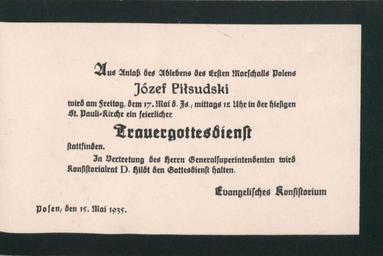 Aus Anlaß des Ablebens des Ersten Marschalls Polens
Józef Piłsudski
wird am Freitag, dem 17. Mai d. Js., mittags 12 Uhr in der hiesigen
St. Pauli-Kirche ein feierlicher
Trauergottesdienst
stattfinden.
In Vertretung des Herrn Generalsuperintendenten wird
Konsistorialrat D. Hildt den Gottesdienst halten.
Evangelisches Konsistorium
Posen, den 15. Mai 1935.